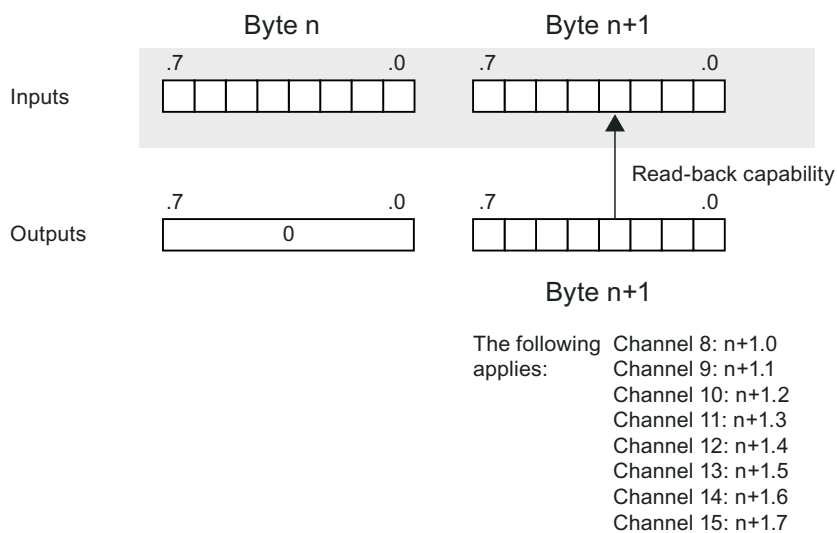 Byte n Byte n+1
.7 .0 .7 .0
Inputs
Read-back capability
.7 .0 .7 .0
Outputs 0
Byte n+1
The following Channel 8: n+1.0
applies: Channel 9: n+1.1
Channel 10: n+1.2
Channel 11: n+1.3
Channel 12: n+1.4
Channel 13: n+1.5
Channel 14: n+1.6
Channel 15: n+1.7